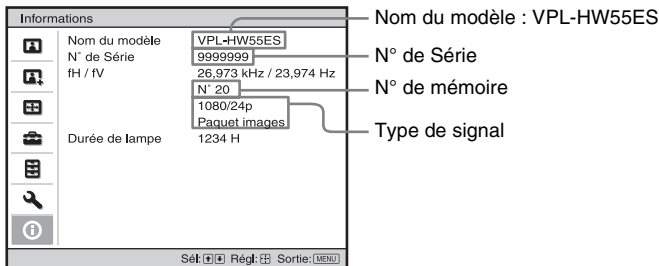 Informations
Nom du modèle VPL-HW55ES
N° de Série 9999999
fH / fV 26,973 kHz / 23,974 Hz
N° 20
1080/24p
Paquet images
Durée de lampe 1234 H
Sél: Régl: Sortie: MENU
Nom du modèle : VPL-HW55ES
N° de Série
N° de mémoire
Type de signal